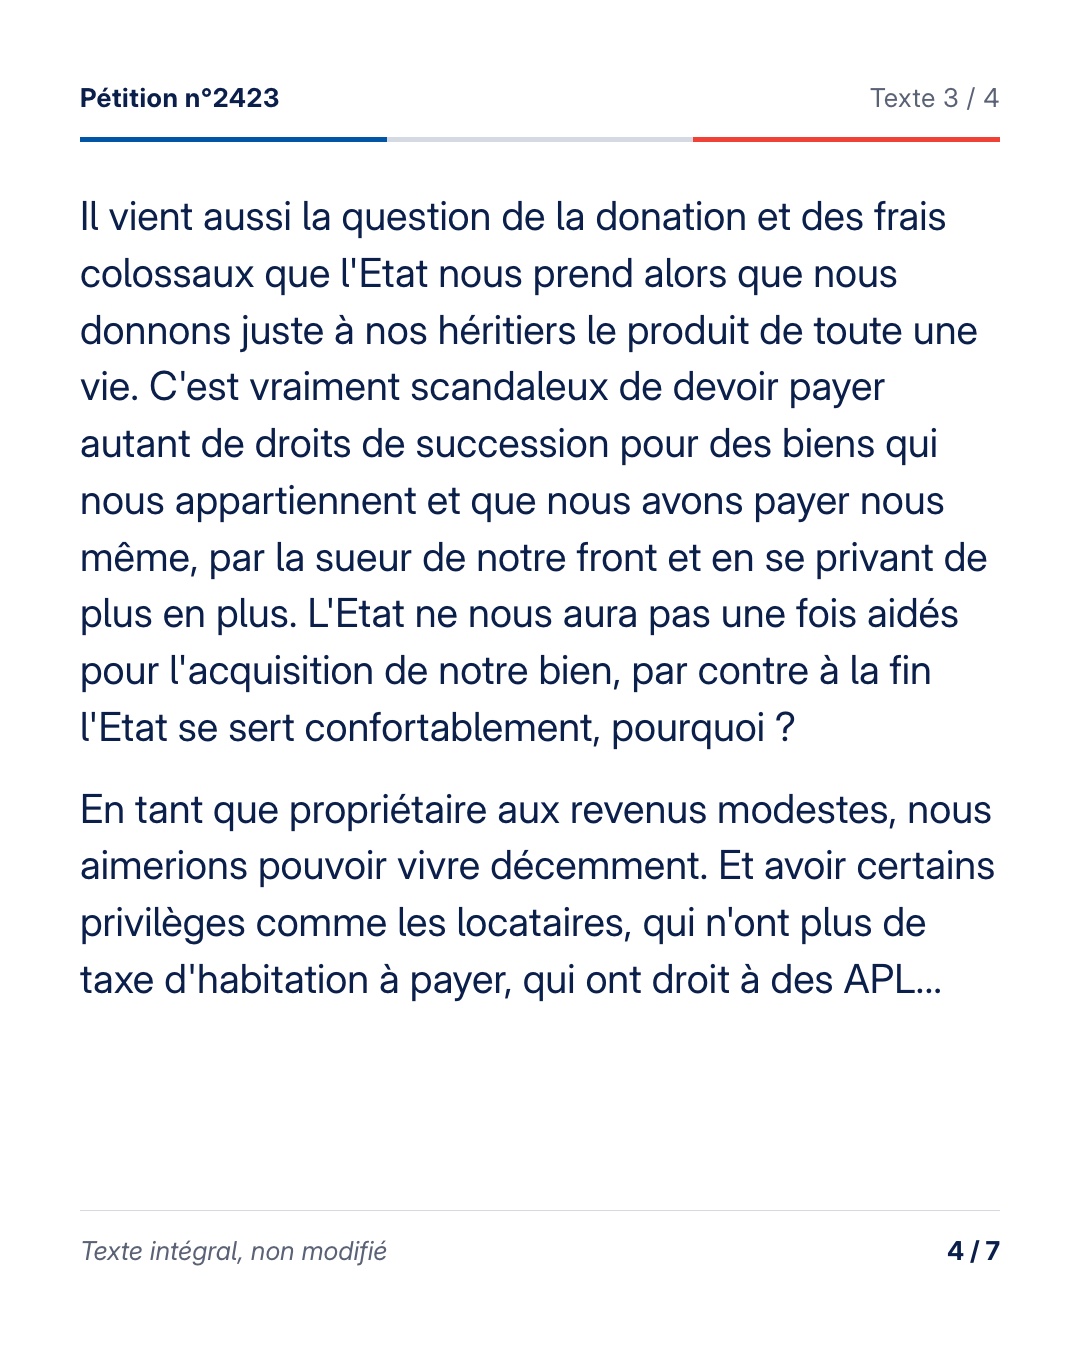 Pétition n°2423
Texte 3 / 4
Il vient aussi la question de la donation et des frais
colossaux que l'Etat nous prend alors que nous
donnons juste à nos héritiers le produit de toute une
vie. C'est vraiment scandaleux de devoir payer
autant de droits de succession pour des biens qui
nous appartiennent et que nous avons payer nous
même, par la sueur de notre front et en se privant de
plus en plus. L'Etat ne nous aura pas une fois aidés
pour l'acquisition de notre bien, par contre à la fin
l'Etat se sert confortablement, pourquoi ?
En tant que propriétaire aux revenus modestes, nous
aimerions pouvoir vivre décemment. Et avoir certains
privilèges comme les locataires, qui n'ont plus de
taxe d'habitation à payer, qui ont droit à des APL...
Texte intégral, non modifié
4 / 7